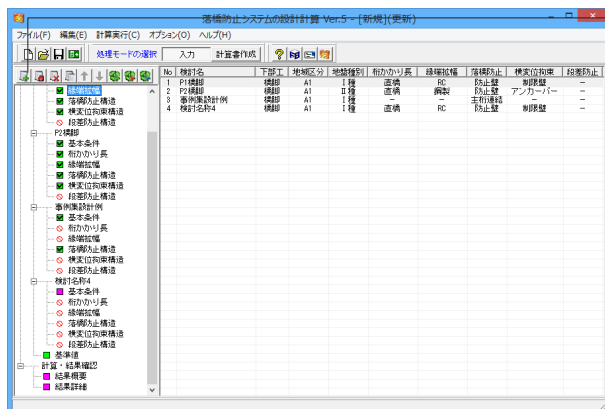 落橋防止システムの設計計算 Ver.5 - [新規](更新)
ファイル(F) 編集(E) 計算実行(C) オプション(O) ヘルプ(H)
処理モードの選択 入力 計算書作成
No 検討名 下部工 地域区分 地盤種別 桁かかり長 縁端拡幅 落橋防止 横変位拘束 段差防止
1 P1橋脚 橋脚 A1 Ⅰ種 直橋 RC 防止壁 制限壁 －
2 P2橋脚 橋脚 A1 Ⅱ種 直橋 鋼製 防止壁 アンカーバー －
3 事例集設計例 橋脚 A1 Ⅰ種 － － 主桁連結 － －
4 検討名称4 橋脚 A1 Ⅰ種 直橋 RC 防止壁 制限壁 －
縁端拡幅
落橋防止構造
横変位拘束構造
段差防止構造
P2橋脚
基本条件
桁かかり長
縁端拡幅
落橋防止構造
横変位拘束構造
段差防止構造
事例集設計例
基本条件
桁かかり長
縁端拡幅
落橋防止構造
横変位拘束構造
段差防止構造
検討名称4
基本条件
桁かかり長
縁端拡幅
落橋防止構造
横変位拘束構造
段差防止構造
基準値
計算・結果確認
結果概要
結果詳細